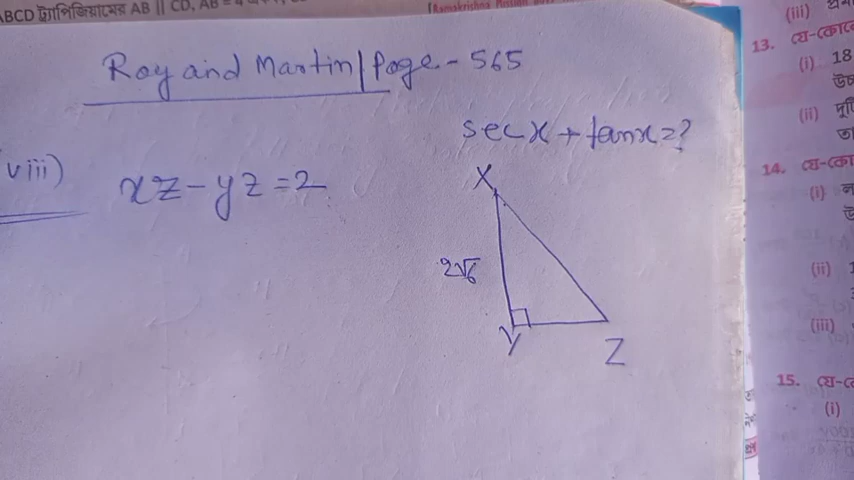 ABCD ট্রাপিজিয়ামের AB || CD, AB =
(iii)
Roy and Martin/Page - 565
13. যে-কোনো
(i) 18
(ii)
secx + tanx = ?
viii) xz - yz = 2
14. যে-কো
(i)
X
2√6
Y
Z
(ii)
(iii)
15. যে-
(i)